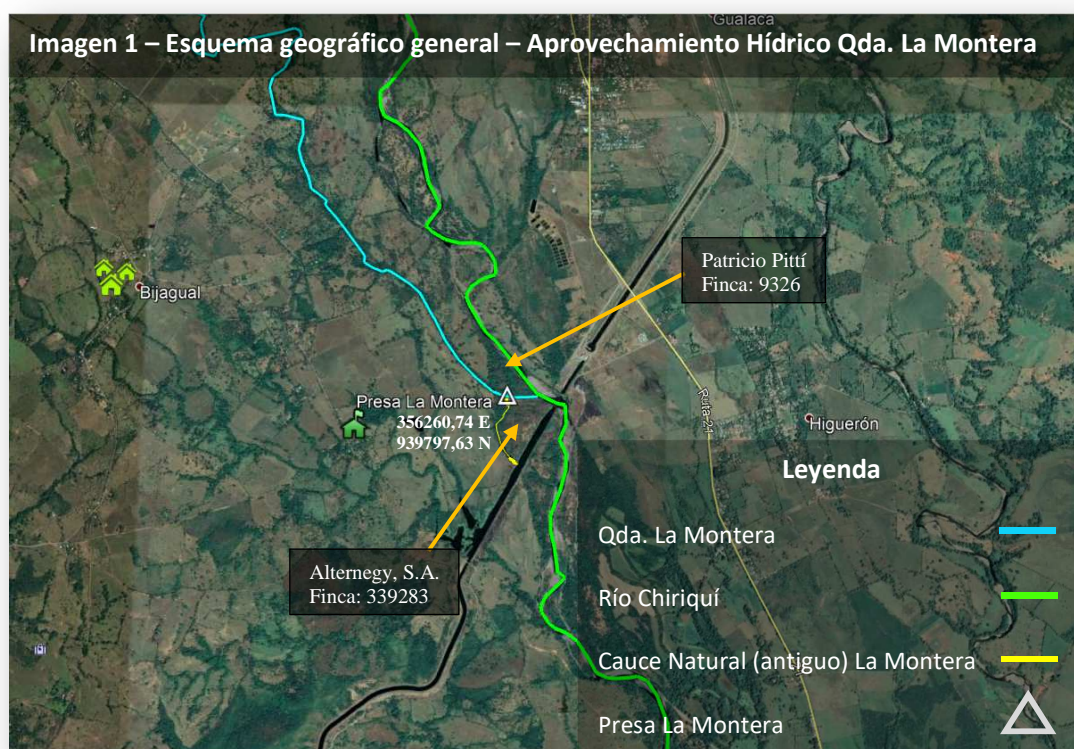 Gualaca
Imagen 1 – Esquema geográfico general – Aprovechamiento Hídrico Qda. La Montera
Patricio Pittí
Finca: 9326
Bijagual
Presa La Montera
356260,74 E
939797,63 N
Ruta 21
Higuerón
Leyenda
Qda. La Montera
Alternegy, S.A.
Finca: 339283
Río Chiriquí
Cauce Natural (antiguo) La Montera
Presa La Montera